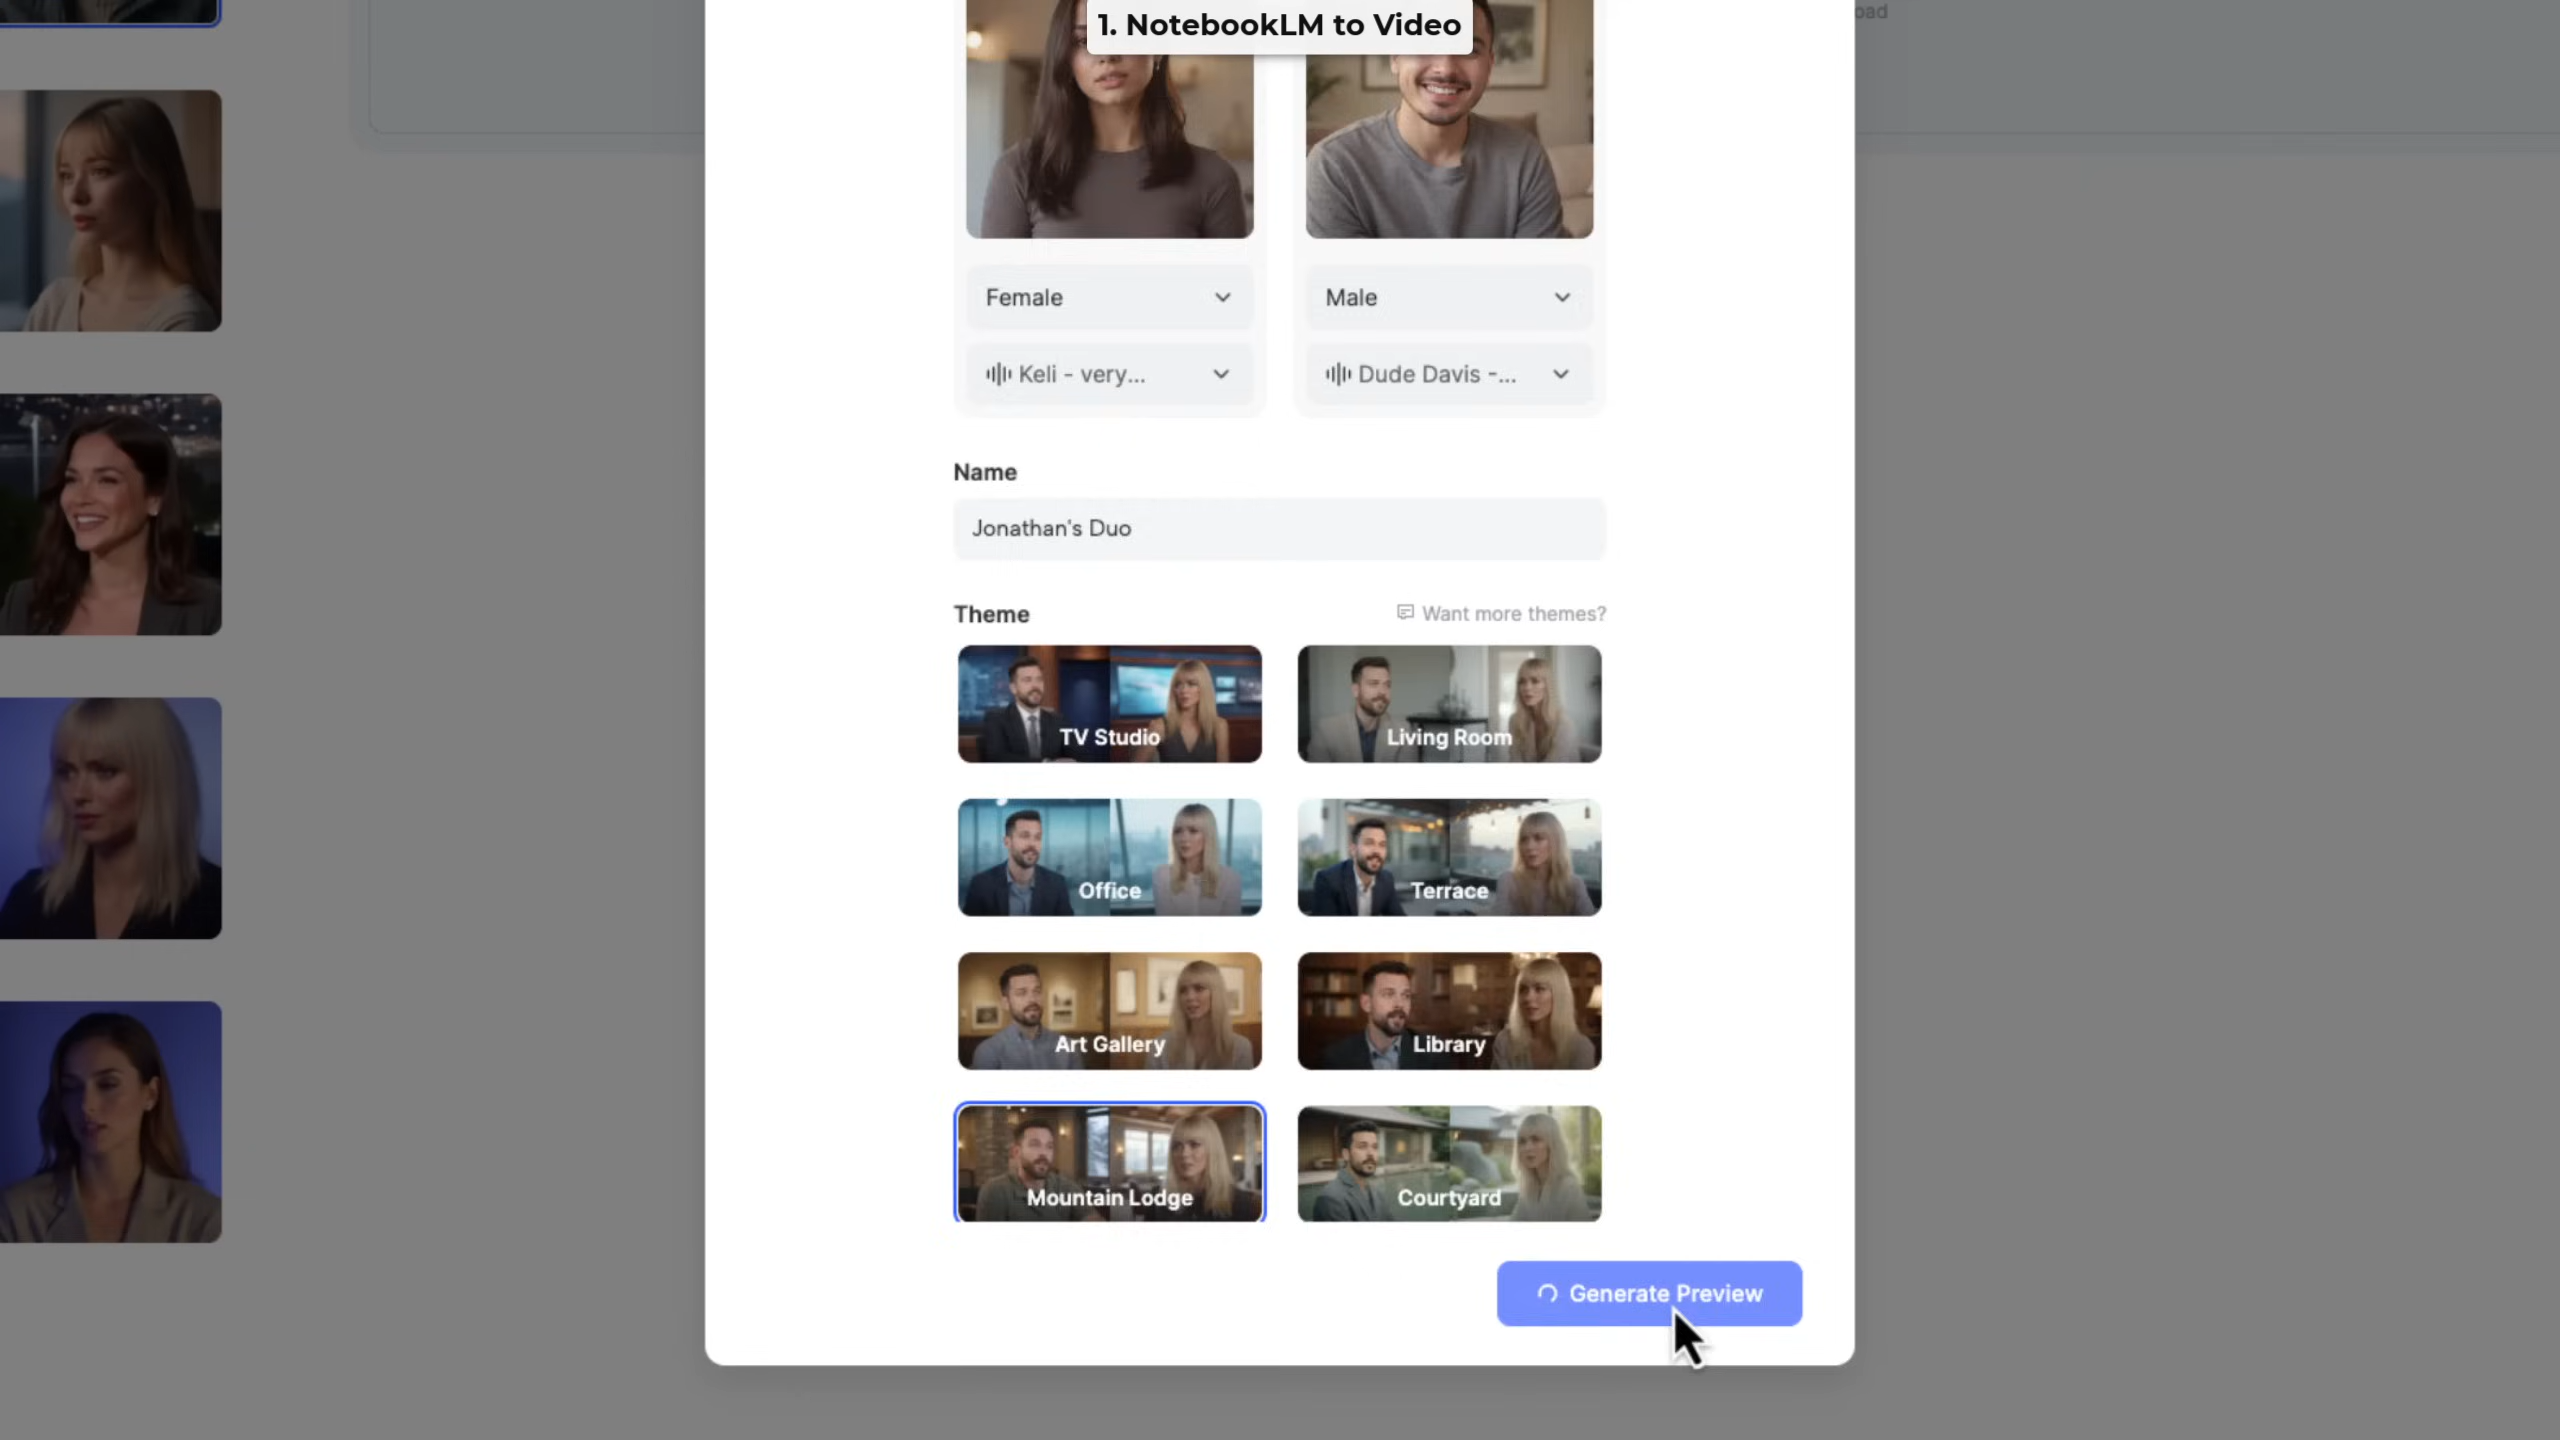 1. NotebookLM to Video
oad
Female
Male
Keli - very...
Dude Davis -...
Name
Jonathan's Duo
Theme
Want more themes?
TV Studio
Living Room
Office
Terrace
Art Gallery
Library
Mountain Lodge
Courtyard
Generate Preview